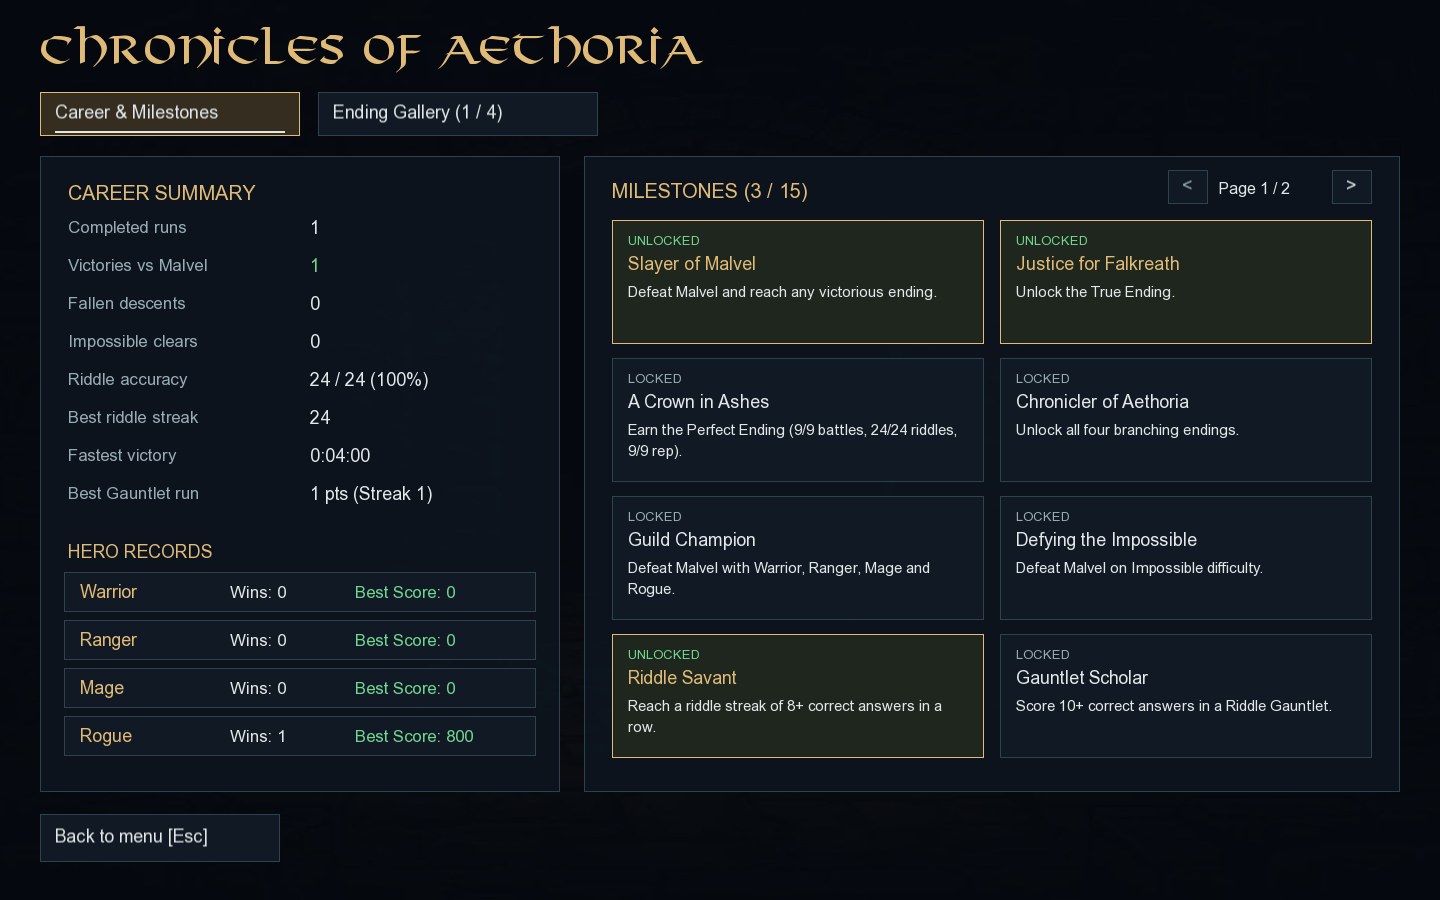 Chronicles of Aethoria
Career & Milestones
Ending Gallery (1 / 4)
CAREER SUMMARY
Completed runs 1
Victories vs Malvel 1
Fallen descents 0
Impossible clears 0
Riddle accuracy 24 / 24 (100%)
Best riddle streak 24
Fastest victory 0:04:00
Best Gauntlet run 1 pts (Streak 1)
HERO RECORDS
Warrior Wins: 0 Best Score: 0
Ranger Wins: 0 Best Score: 0
Mage Wins: 0 Best Score: 0
Rogue Wins: 1 Best Score: 800
MILESTONES (3 / 15)
< Page 1 / 2 >
UNLOCKED
Slayer of Malvel
Defeat Malvel and reach any victorious ending.
UNLOCKED
Justice for Falkreath
Unlock the True Ending.
LOCKED
A Crown in Ashes
Earn the Perfect Ending (9/9 battles, 24/24 riddles,
9/9 rep).
LOCKED
Chronicler of Aethoria
Unlock all four branching endings.
LOCKED
Guild Champion
Defeat Malvel with Warrior, Ranger, Mage and
Rogue.
LOCKED
Defying the Impossible
Defeat Malvel on Impossible difficulty.
UNLOCKED
Riddle Savant
Reach a riddle streak of 8+ correct answers in a
row.
LOCKED
Gauntlet Scholar
Score 10+ correct answers in a Riddle Gauntlet.
Back to menu [Esc]